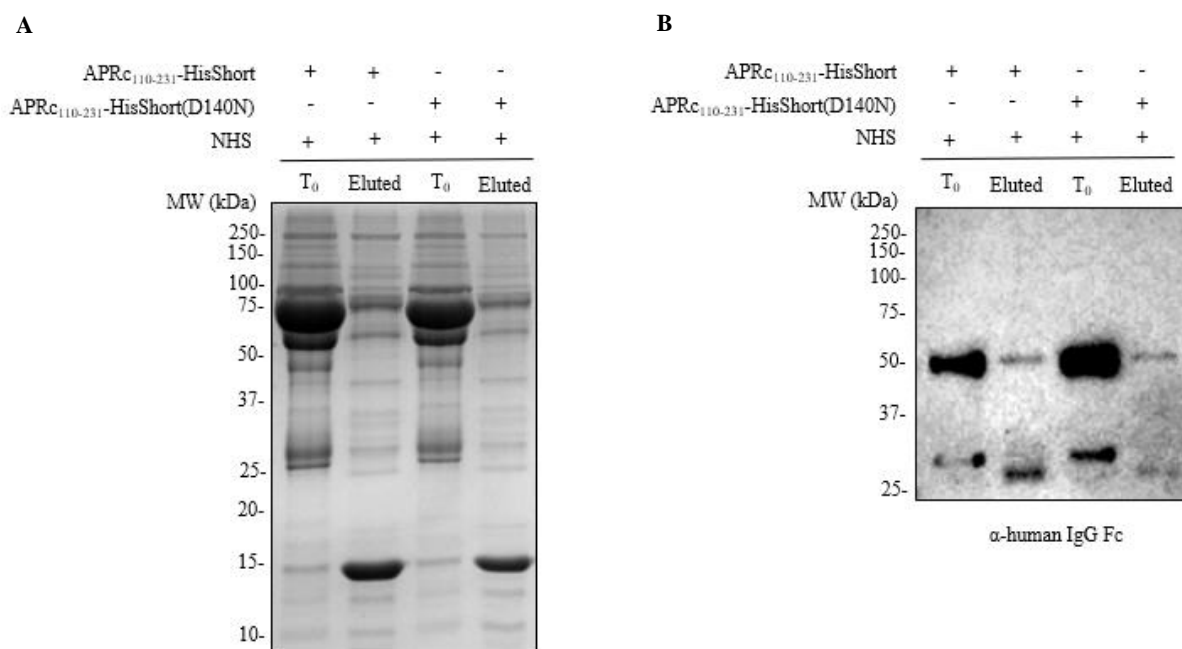 A
APRc₁₁₀₋₂₃₁-HisShort + + - -
APRc₁₁₀₋₂₃₁-HisShort(D140N) - - + +
NHS + + + +
T₀ Eluted T₀ Eluted
MW (kDa)
250-
150-
100-
75-
50-
37-
25-
20-
15-
10-
B
APRc₁₁₀₋₂₃₁-HisShort + + - -
APRc₁₁₀₋₂₃₁-HisShort(D140N) - - + +
NHS + + + +
T₀ Eluted T₀ Eluted
MW (kDa)
250-
150-
100-
75-
50-
37-
25-
α-human IgG Fc